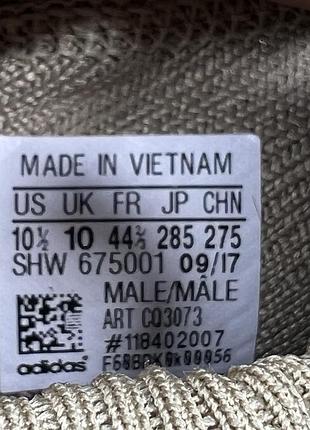 MADE IN VIETNAM
US UK FR JP CHN
10½ 10 44⅔ 285 275
SHW 675001 09/17
MALE/MÂLE
ART CQ3073
#118402007
adidas